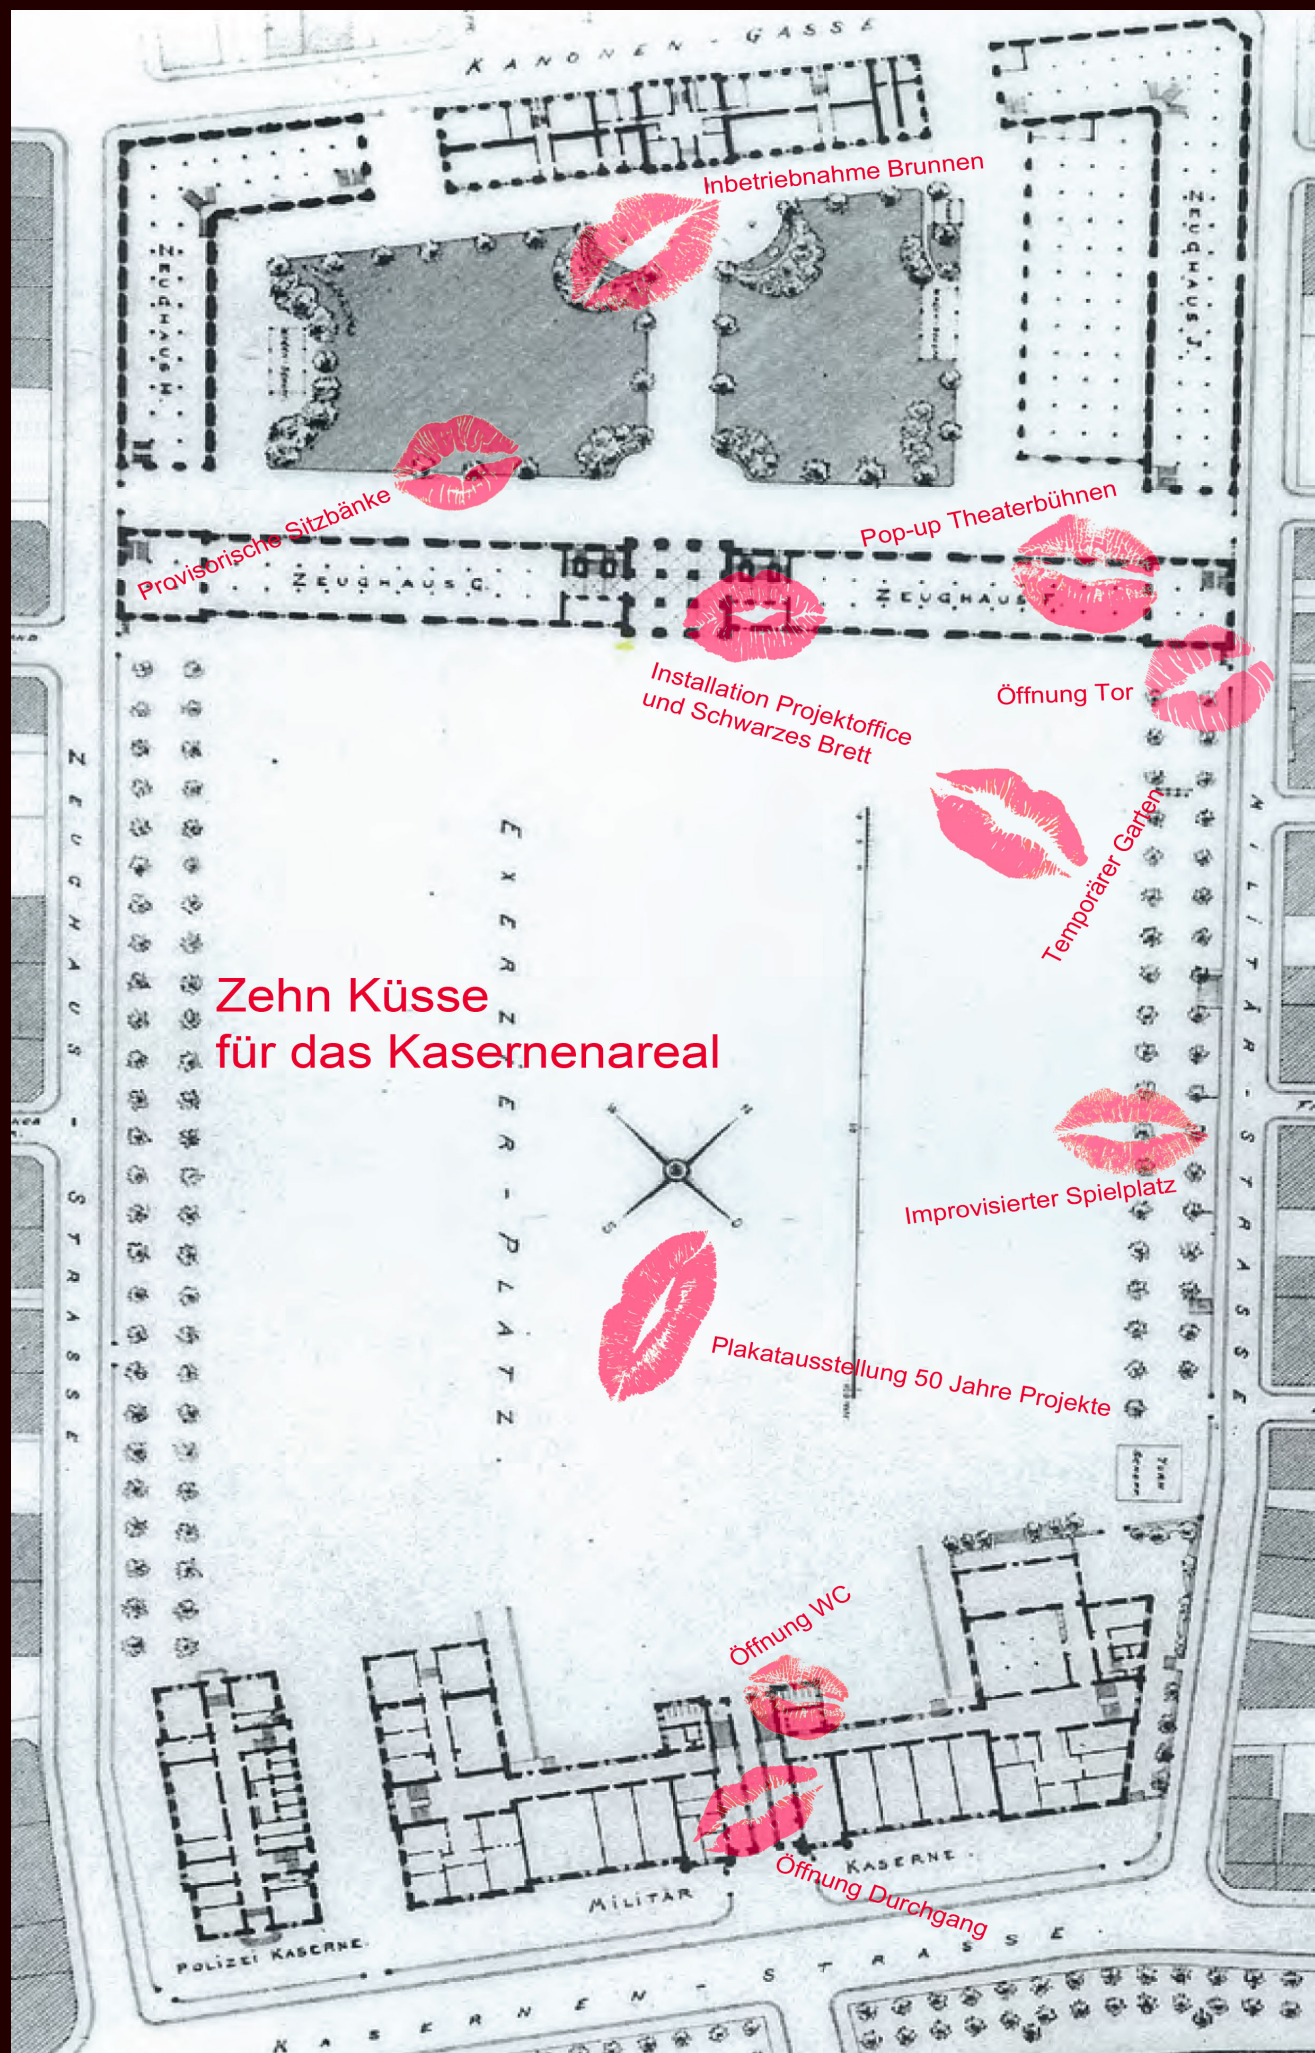 KANONEN-GASSE
Inbetriebnahme Brunnen
ZEUGHAUS H.
ZEUGHAUS J.
Provisorische Sitzbänke
Pop-up Theaterbühnen
ZEUGHAUS G.
ZEUGHAUS F
Installation Projektoffice
und Schwarzes Brett
Öffnung Tor
Temporärer Garten
ZEUGHAUS-STRASSE
EXERZIER-PLATZ.
MILITÄR-STRASSE
Zehn Küsse
für das Kasernenareal
W
N
S
O
Improvisierter Spielplatz
Plakatausstellung 50 Jahre Projekte
Öffnung WC
Öffnung Durchgang
MILITÄR
KASERNE.
POLIZEI KASERNE.
KASERNEN-STRASSE.